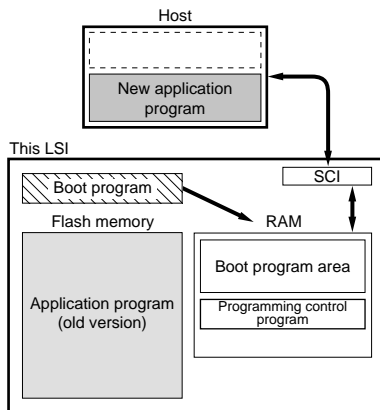 Host
New application
program
This LSI
SCI
Boot program
Flash memory
RAM
Application program
(old version)
Boot program area
Programming control
program